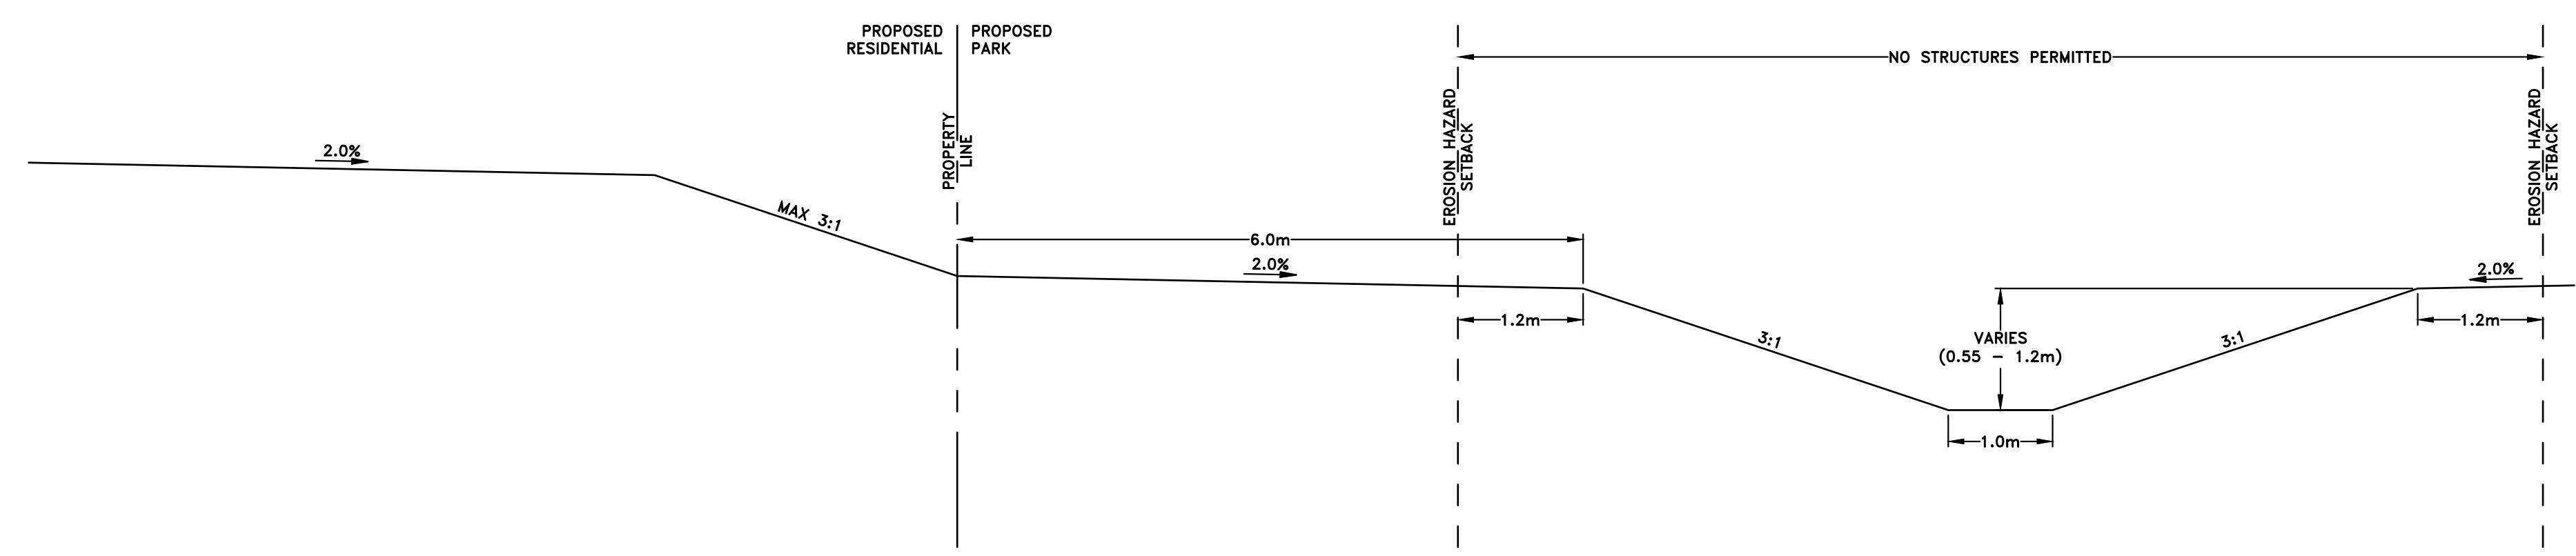 PROPOSED
RESIDENTIAL
PROPOSED
PARK
NO STRUCTURES PERMITTED
PROPERTY
LINE
EROSION HAZARD
SETBACK
EROSION HAZARD
SETBACK
2.0%
MAX 3:1
6.0m
2.0%
2.0%
1.2m
1.2m
3:1
VARIES
(0.55 - 1.2m)
3:1
1.0m